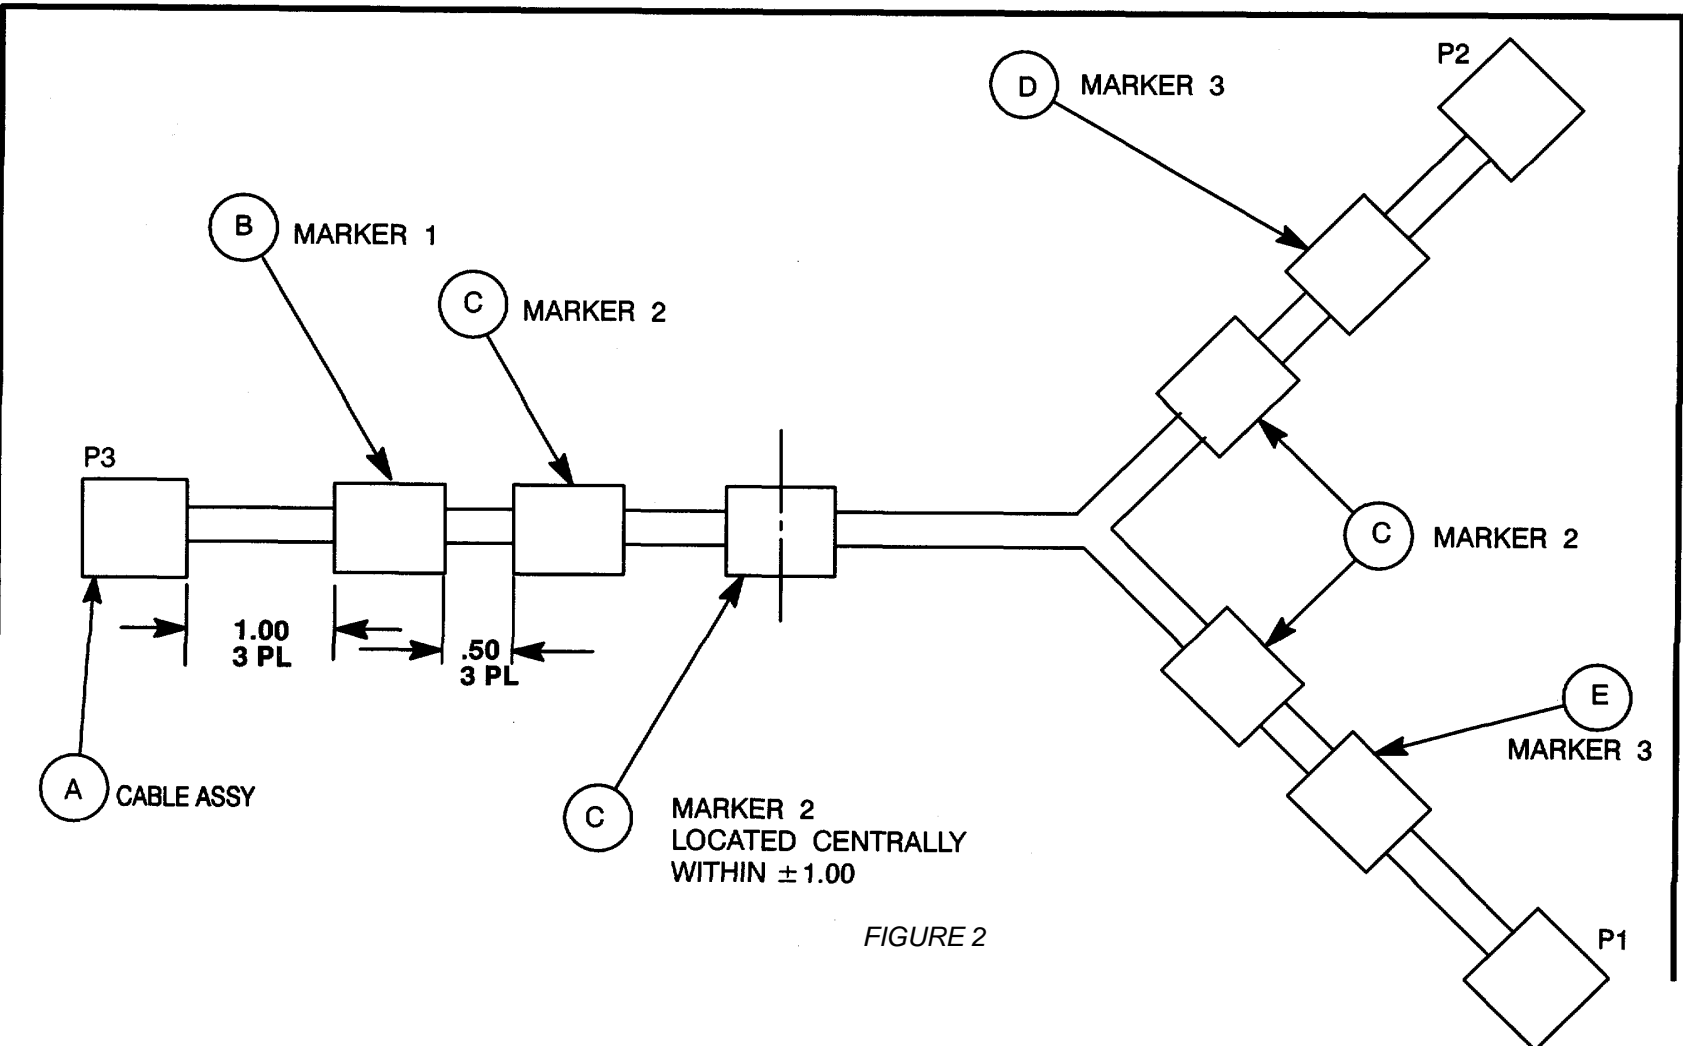 P2
D MARKER 3
B MARKER 1
C MARKER 2
P3
C MARKER 2
1.00
3 PL
.50
3 PL
E
MARKER 3
A CABLE ASSY
C MARKER 2
LOCATED CENTRALLY
WITHIN ±1.00
FIGURE 2
P1